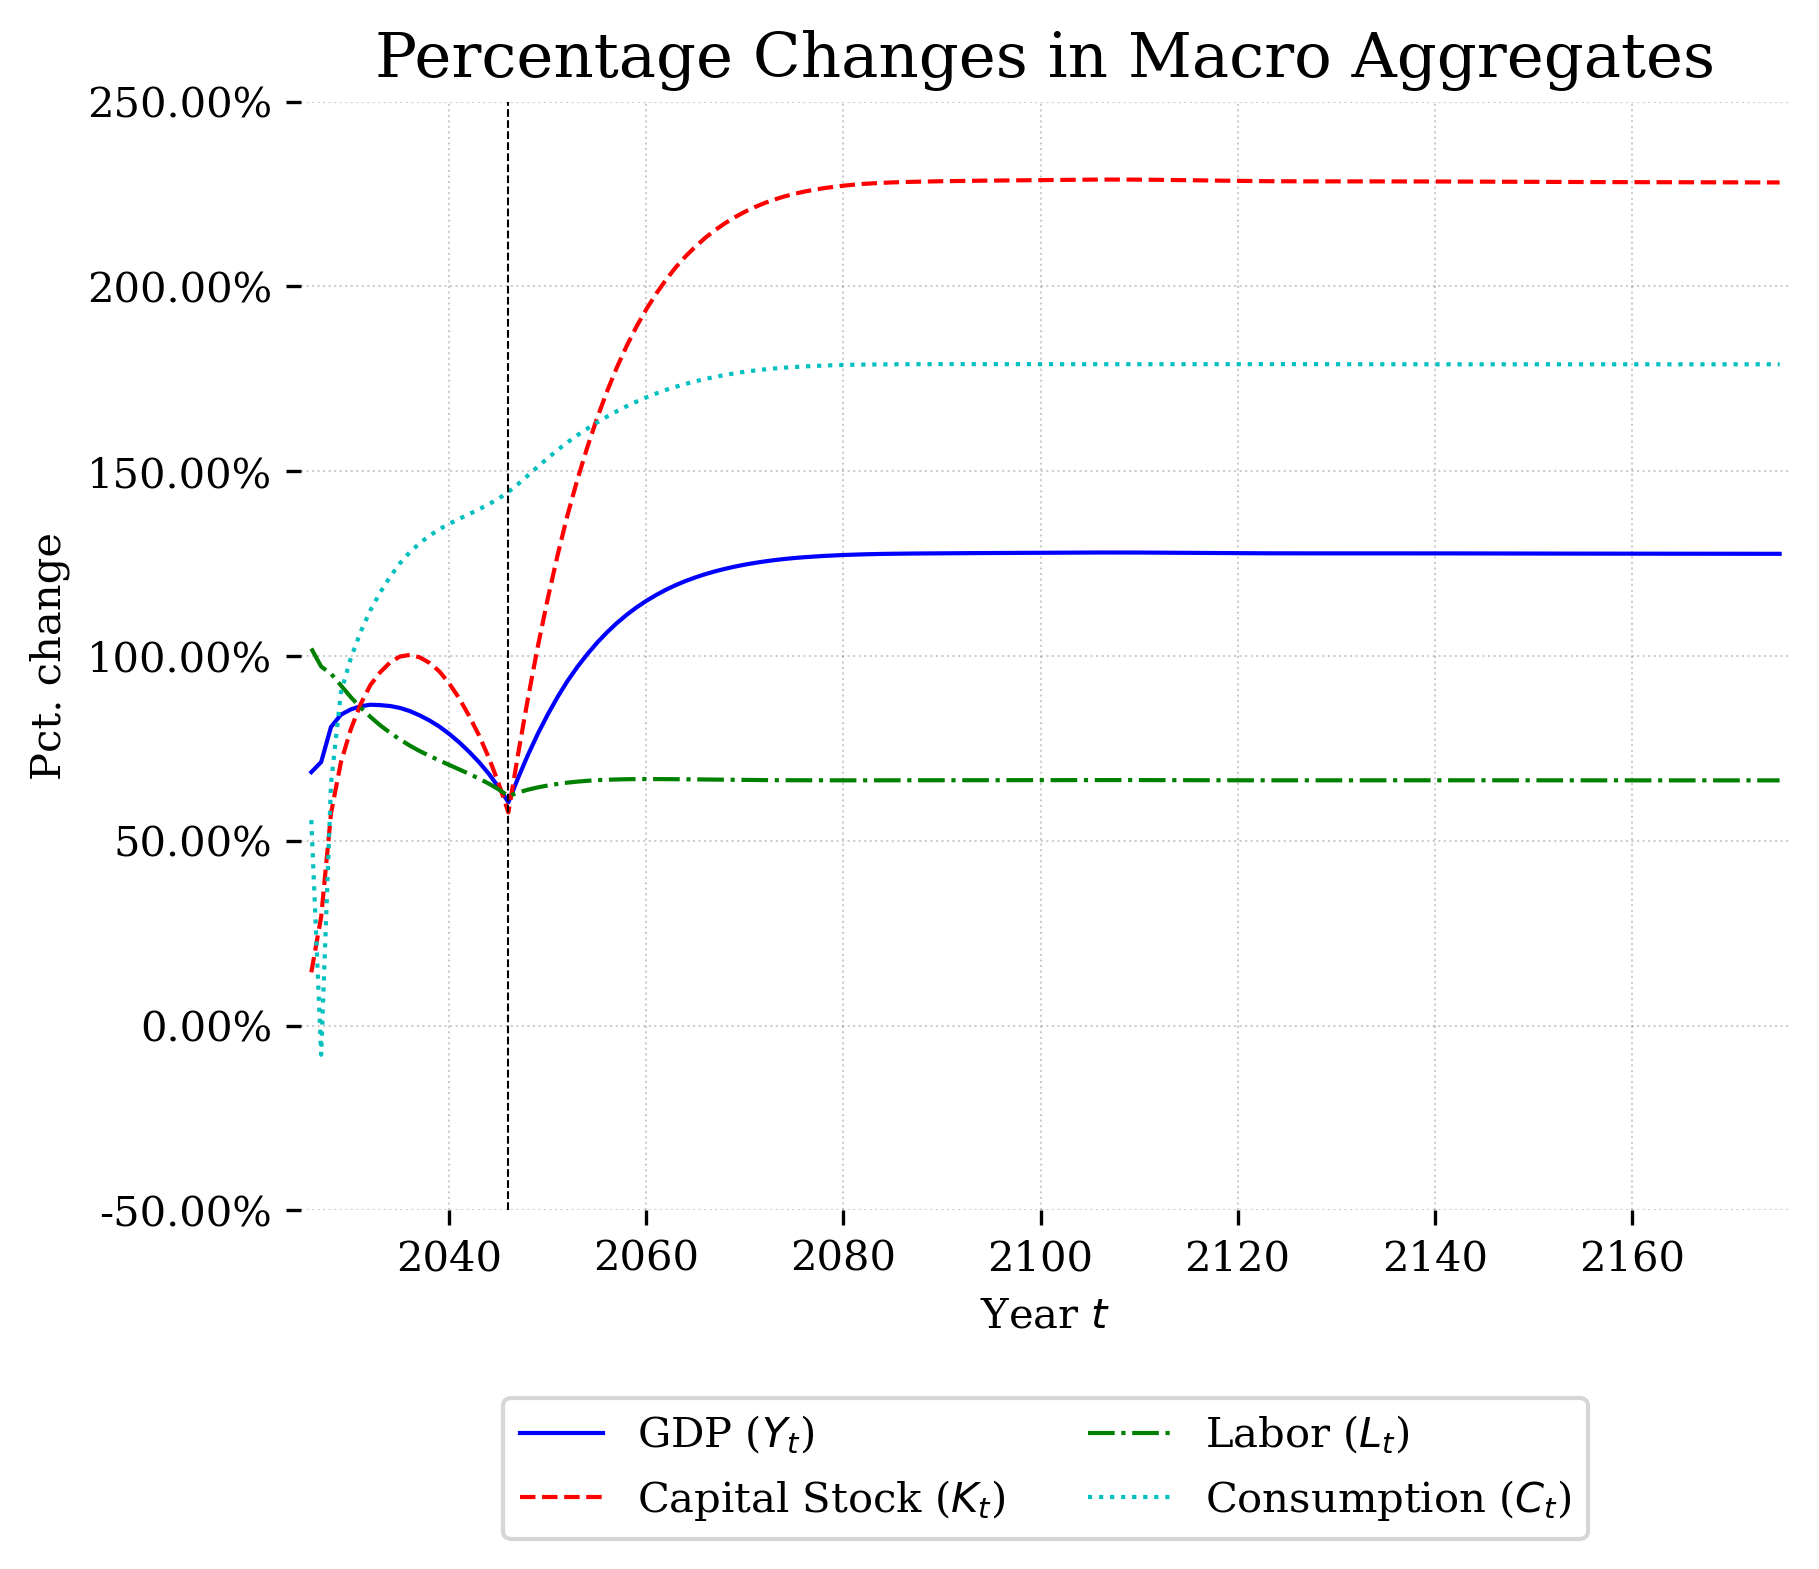 Percentage Changes in Macro Aggregates
250.00%
200.00%
150.00%
100.00%
50.00%
0.00%
-50.00%
Pct. change
2040 2060 2080 2100 2120 2140 2160
Year t
GDP (Yₜ) Labor (Lₜ)
Capital Stock (Kₜ) Consumption (Cₜ)